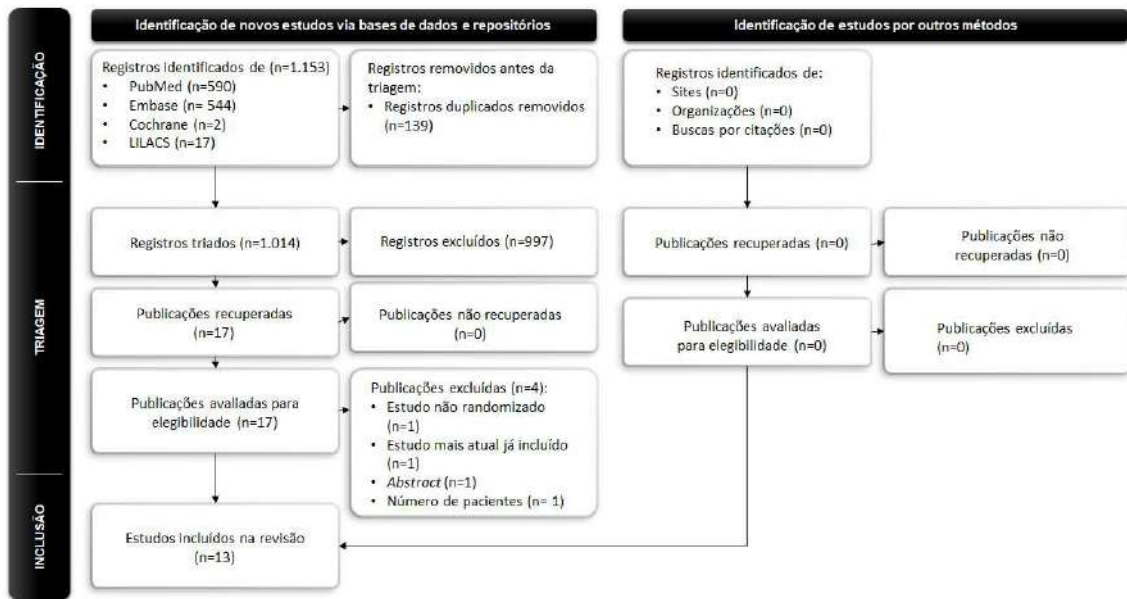 Identificação de novos estudos via bases de dados e repositórios
Identificação de estudos por outros métodos
IDENTIFICAÇÃO
Registros identificados de (n=1.153)
• PubMed (n=590)
• Embase (n= 544)
• Cochrane (n=2)
• LILACS (n=17)
Registros removidos antes da
triagem:
• Registros duplicados removidos
(n=139)
Registros identificados de:
• Sites (n=0)
• Organizações (n=0)
• Buscas por citações (n=0)
TRIAGEM
Registros triados (n=1.014)
Registros excluídos (n=997)
Publicações recuperadas (n=0)
Publicações não
recuperadas (n=0)
Publicações recuperadas
(n=17)
Publicações não recuperadas
(n=0)
Publicações avaliadas
para elegibilidade (n=0)
Publicações excluídas
(n=0)
Publicações avaliadas para
elegibilidade (n=17)
Publicações excluídas (n=4):
• Estudo não randomizado
(n=1)
• Estudo mais atual já incluído
(n=1)
• Abstract (n=1)
• Número de pacientes (n= 1)
INCLUSÃO
Estudos incluídos na revisão
(n=13)